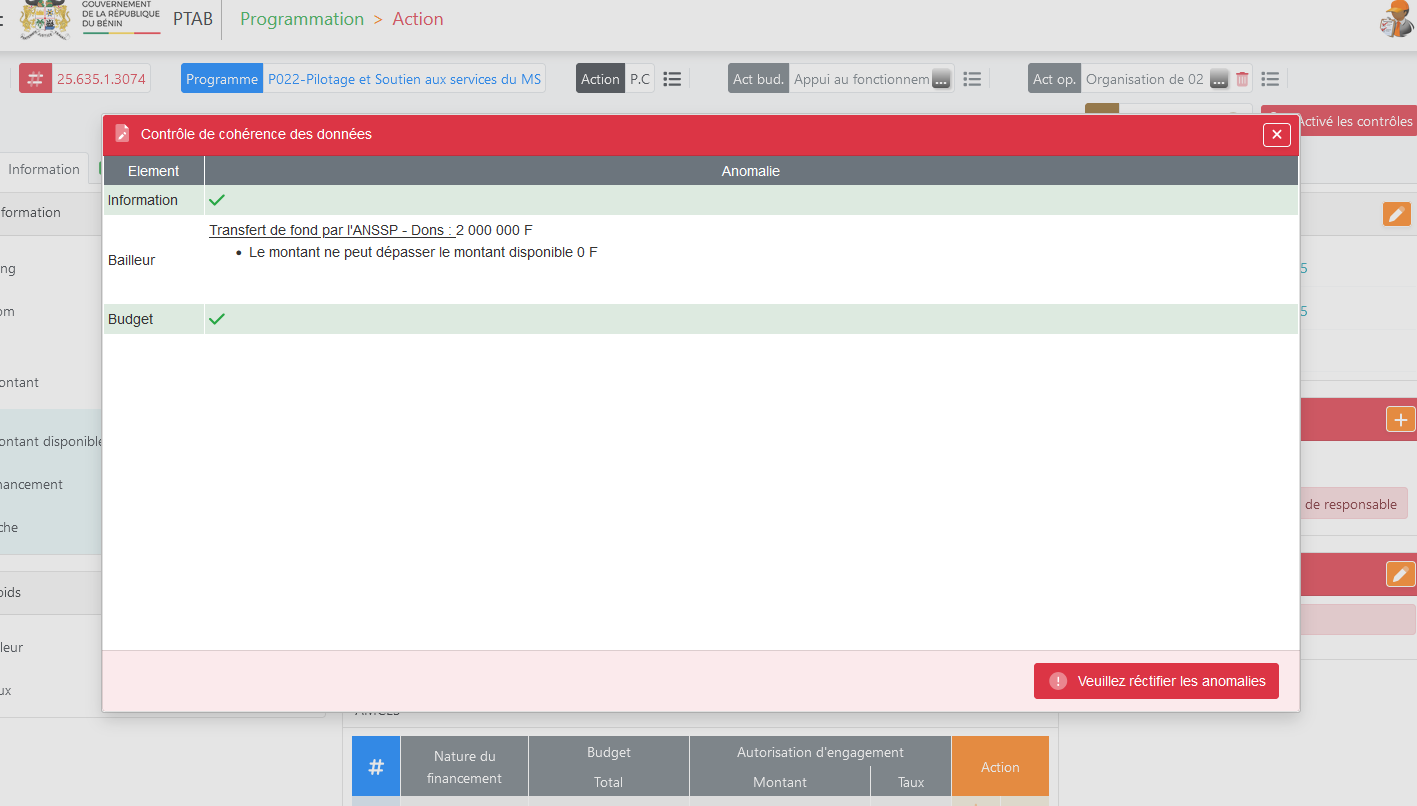 GOUVERNEMENT
DE LA RÉPUBLIQUE
DU BÉNIN
PTAB
Programmation > Action
# 25.635.1.3074
Programme P022-Pilotage et Soutien aux services du MS
Action P.C
Act bud. Appui au fonctionnem ...
Act op. Organisation de 02 ...
Activé les contrôles
Contrôle de cohérence des données
Element Anomalie
Information
Information
Bailleur
Transfert de fond par l'ANSSP - Dons : 2 000 000 F
• Le montant ne peut dépasser le montant disponible 0 F
Budget
formation
ng
5
om
5
ontant
ontant disponible
nancement
de responsable
che
oids
leur
ux
Veuillez réctifier les anomalies
# Nature du financement
Budget
Total
Autorisation d'engagement
Montant
Taux
Action